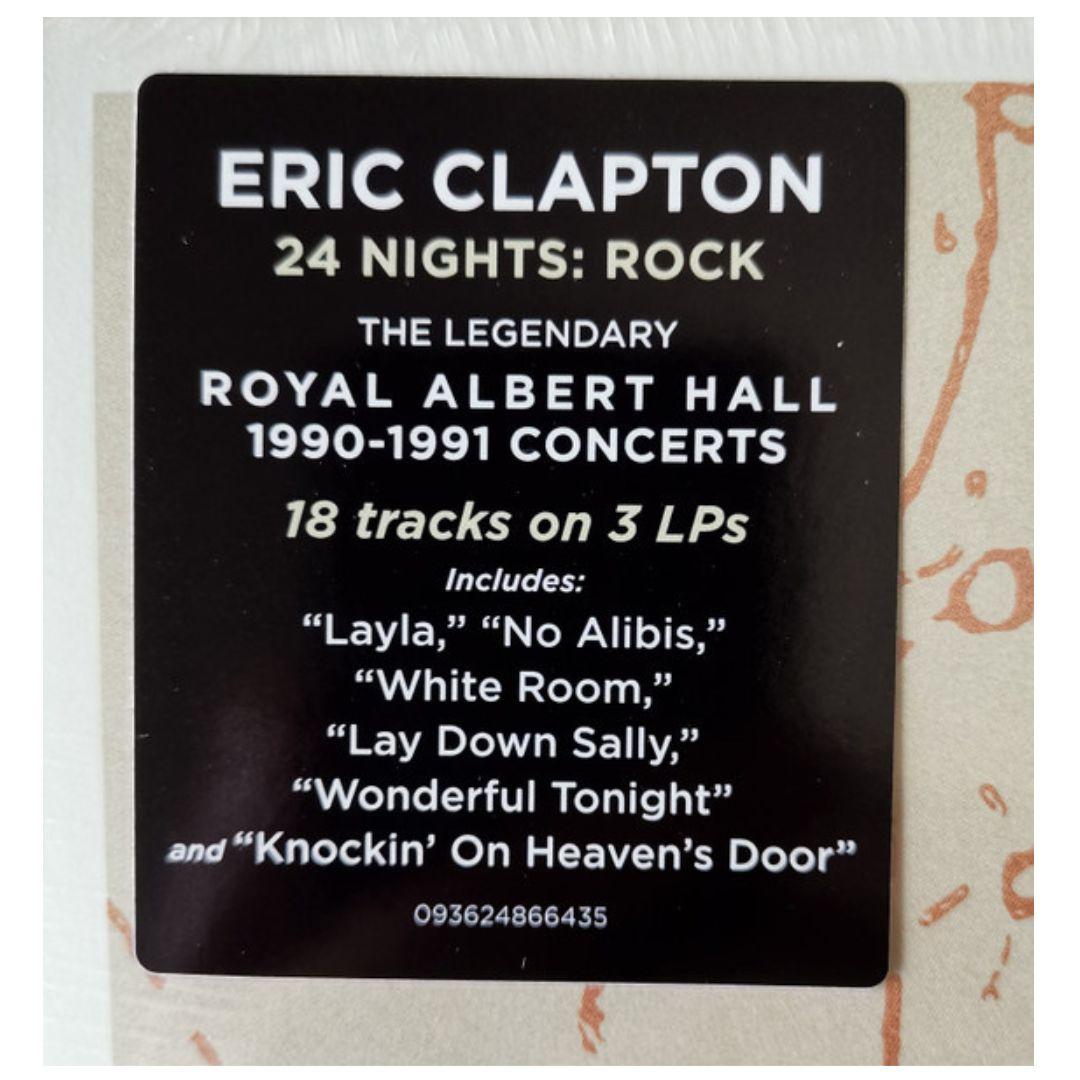 ERIC CLAPTON
24 NIGHTS: ROCK
THE LEGENDARY
ROYAL ALBERT HALL
1990-1991 CONCERTS
18 tracks on 3 LPs
Includes:
“Layla,” “No Alibis,”
“White Room,”
“Lay Down Sally,”
“Wonderful Tonight”
and “Knockin’ On Heaven’s Door”
093624866435